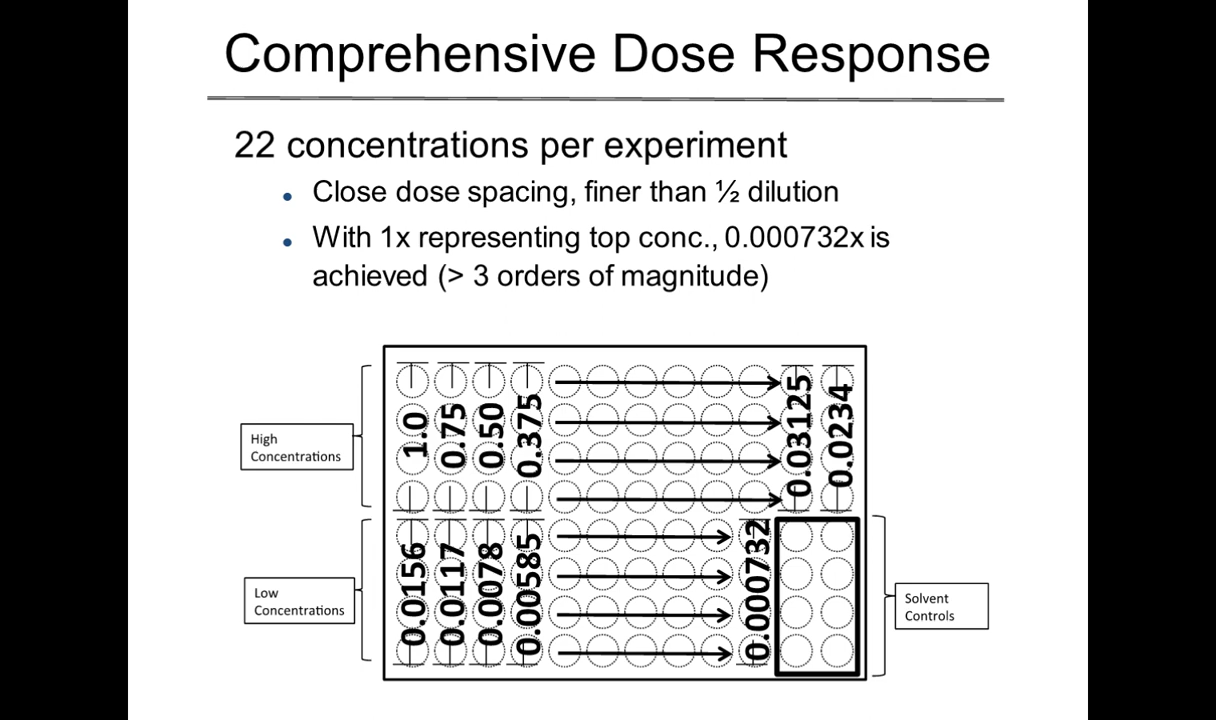 Comprehensive Dose Response
22 concentrations per experiment
• Close dose spacing, finer than ½ dilution
• With 1x representing top conc., 0.000732x is
achieved (> 3 orders of magnitude)
High
Concentrations
1.0
0.75
0.50
0.375
0.03125
0.0234
Low
Concentrations
0.0156
0.0117
0.0078
0.00585
0.000732
Solvent
Controls